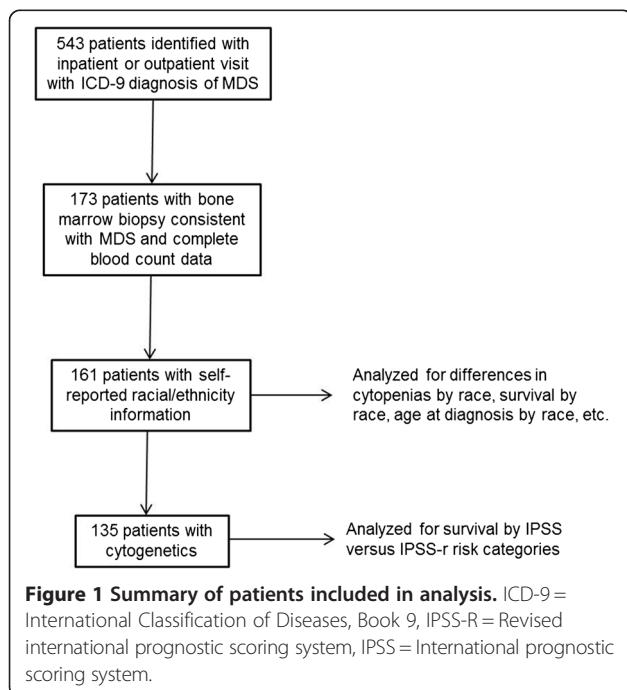 543 patients identified with
inpatient or outpatient visit
with ICD-9 diagnosis of MDS
173 patients with bone
marrow biopsy consistent
with MDS and complete
blood count data
161 patients with self-
reported racial/ethnicity
information
Analyzed for differences in
cytopenias by race, survival by
race, age at diagnosis by race, etc.
135 patients with
cytogenetics
Analyzed for survival by IPSS
versus IPSS-r risk categories
Figure 1 Summary of patients included in analysis. ICD-9 =
International Classification of Diseases, Book 9, IPSS-R = Revised
international prognostic scoring system, IPSS = International prognostic
scoring system.